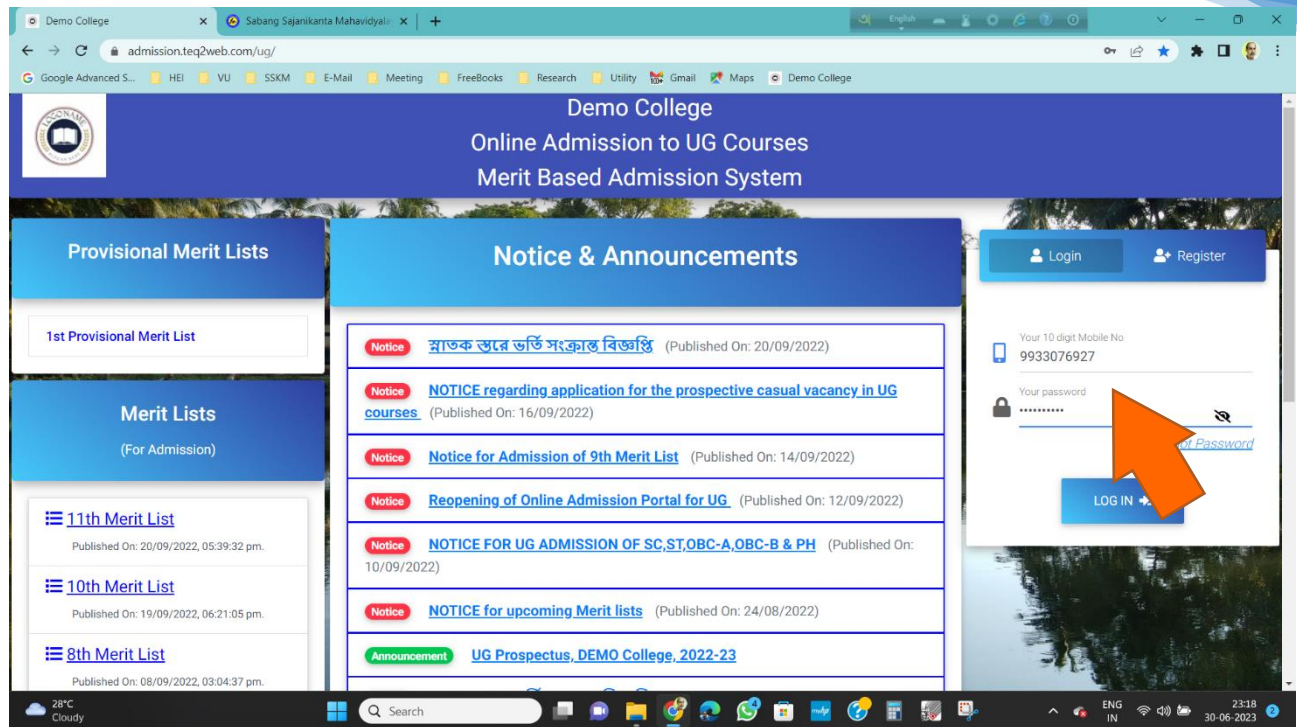 Demo College
Sabang Sajanikanta Mahavidyala
English
admission.teq2web.com/ug/
Google Advanced S...
HEI
VU
SSKM
E-Mail
Meeting
FreeBooks
Research
Utility
Gmail
Maps
Demo College
Demo College
Online Admission to UG Courses
Merit Based Admission System
Provisional Merit Lists
1st Provisional Merit List
Merit Lists
(For Admission)
11th Merit List
Published On: 20/09/2022, 05:39:32 pm.
10th Merit List
Published On: 19/09/2022, 06:21:05 pm.
8th Merit List
Published On: 08/09/2022, 03:04:37 pm.
Notice & Announcements
Notice স্নাতক স্তরে ভর্তি সংক্রান্ত বিজ্ঞপ্তি (Published On: 20/09/2022)
Notice NOTICE regarding application for the prospective casual vacancy in UG
courses (Published On: 16/09/2022)
Notice Notice for Admission of 9th Merit List (Published On: 14/09/2022)
Notice Reopening of Online Admission Portal for UG (Published On: 12/09/2022)
Notice NOTICE FOR UG ADMISSION OF SC,ST,OBC-A,OBC-B & PH (Published On:
10/09/2022)
Notice NOTICE for upcoming Merit lists (Published On: 24/08/2022)
Announcement UG Prospectus, DEMO College, 2022-23
Login
Register
Your 10 digit Mobile No
9933076927
Your password
••••••••••
Password
LOG IN
28°C
Cloudy
Search
ENG
IN
23:18
30-06-2023
2